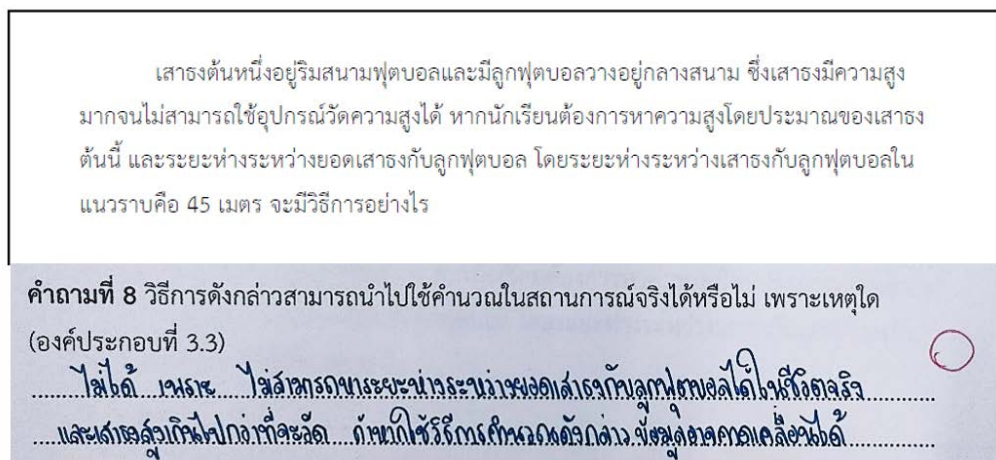 เสาธงต้นหนึ่งอยู่ริมสนามฟุตบอลและมีลูกฟุตบอลวางอยู่กลางสนาม ซึ่งเสาธงมีความสูง
มากจนไม่สามารถใช้อุปกรณ์วัดความสูงได้ หากนักเรียนต้องการหาความสูงโดยประมาณของเสาธง
ต้นนี้ และระยะห่างระหว่างยอดเสาธงกับลูกฟุตบอล โดยระยะห่างระหว่างเสาธงกับลูกฟุตบอลใน
แนวราบคือ 45 เมตร จะมีวิธีการอย่างไร
คำถามที่ 8 วิธีการดังกล่าวสามารถนำไปใช้คำนวณในสถานการณ์จริงได้หรือไม่ เพราะเหตุใด
(องค์ประกอบที่ 3.3)
ไม่ได้ เพราะ ไม่สามารถหาระยะห่างระหว่างยอดเสาธงกับลูกฟุตบอลได้ในชีวิตจริง
และเสาธงสูงเกินไปกว่าที่จะวัด ถ้าหากใช้วิธีการคำนวณดังกล่าว ข้อมูลอาจคาดเคลื่อนได้